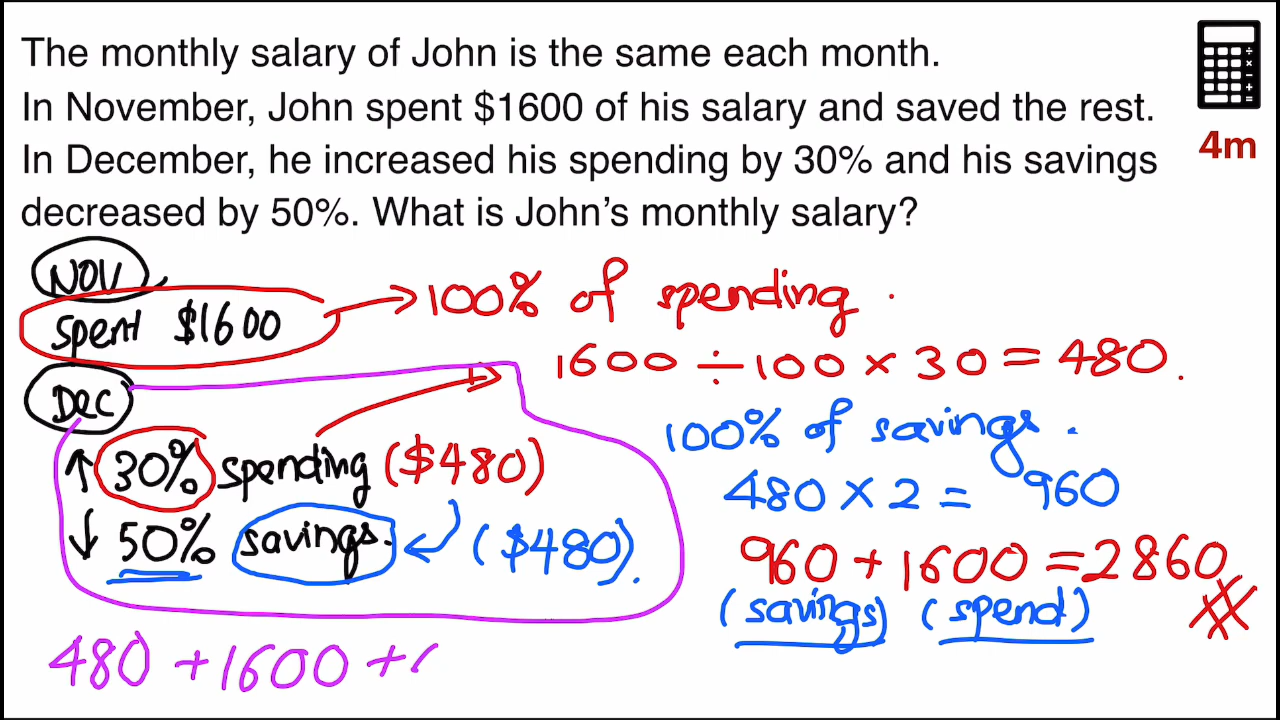 The monthly salary of John is the same each month.
In November, John spent $1600 of his salary and saved the rest.
In December, he increased his spending by 30% and his savings
decreased by 50%. What is John's monthly salary?
4m
NOV
spent $1600
100% of spending.
1600 ÷ 100 × 30 = 480.
Dec
↑ 30% spending ($480)
↓ 50% savings. ($480).
100% of savings.
480 × 2 = 960
960 + 1600 = 2860
(savings) (spend)
480 + 1600 + (